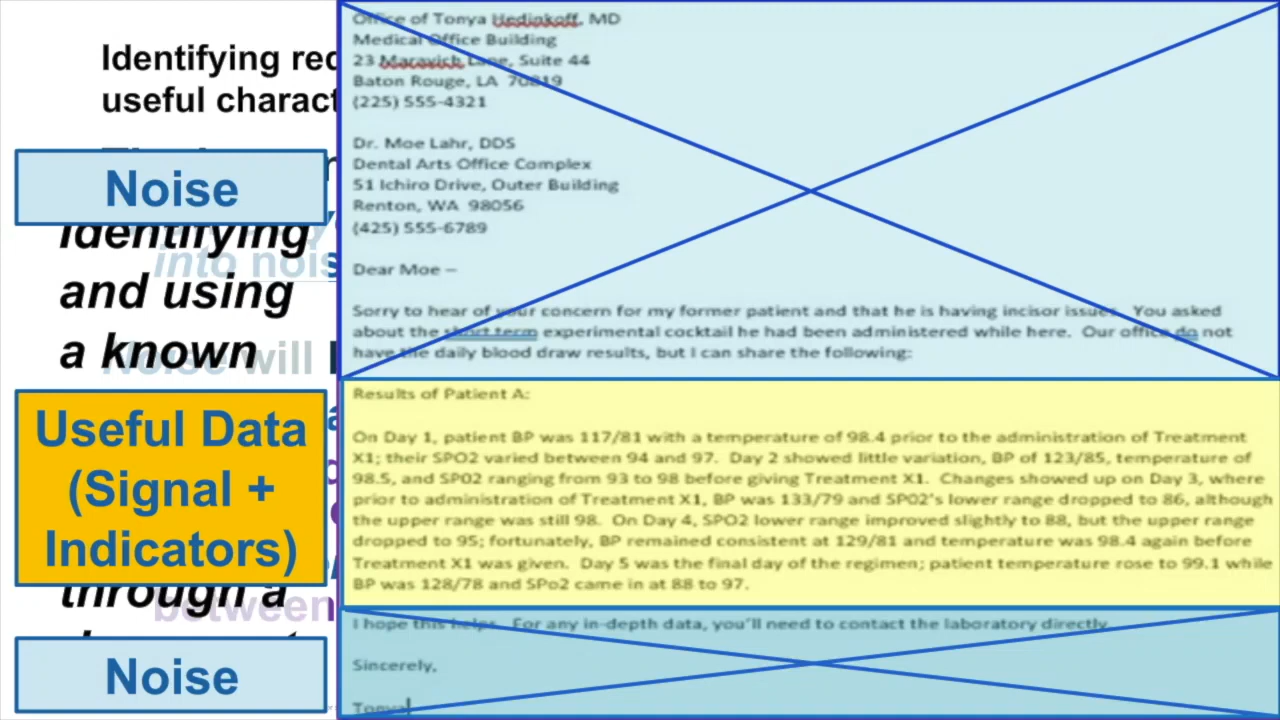 Identifying rec
useful charact
Noise
identifying
into nois
and using
a known
Noise will
Useful Data
(Signal +
Indicators)
through a
between
Noise
Office of Tonya Hedinkoff, MD
Medical Office Building
23 Maravich Lane, Suite 44
Baton Rouge, LA  70819
(225) 555-4321
Dr. Moe Lahr, DDS
Dental Arts Office Complex
51 Ichiro Drive, Outer Building
Renton, WA  98056
(425) 555-6789
Dear Moe –
Sorry to hear of your concern for my former patient and that he is having incisor issues.  You asked
about the short term experimental cocktail he had been administered while here.  Our office do not
have the daily blood draw results, but I can share the following:
Results of Patient A:
On Day 1, patient BP was 117/81 with a temperature of 98.4 prior to the administration of Treatment
X1; their SPO2 varied between 94 and 97.  Day 2 showed little variation, BP of 123/85, temperature of
98.5, and SP02 ranging from 93 to 98 before giving Treatment X1.  Changes showed up on Day 3, where
prior to administration of Treatment X1, BP was 133/79 and SP02's lower range dropped to 86, although
the upper range was still 98.  On Day 4, SPO2 lower range improved slightly to 88, but the upper range
dropped to 95; fortunately, BP remained consistent at 129/81 and temperature was 98.4 again before
Treatment X1 was given.  Day 5 was the final day of the regimen; patient temperature rose to 99.1 while
BP was 128/78 and SPo2 came in at 88 to 97.
I hope this helps.  For any in-depth data, you'll need to contact the laboratory directly.
Sincerely,
Tonya